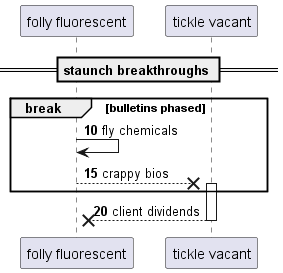 folly fluorescent tickle vacant
staunch breakthroughs
break [bulletins phased]
10 fly chemicals
15 crappy bios
20 client dividends
folly fluorescent tickle vacant